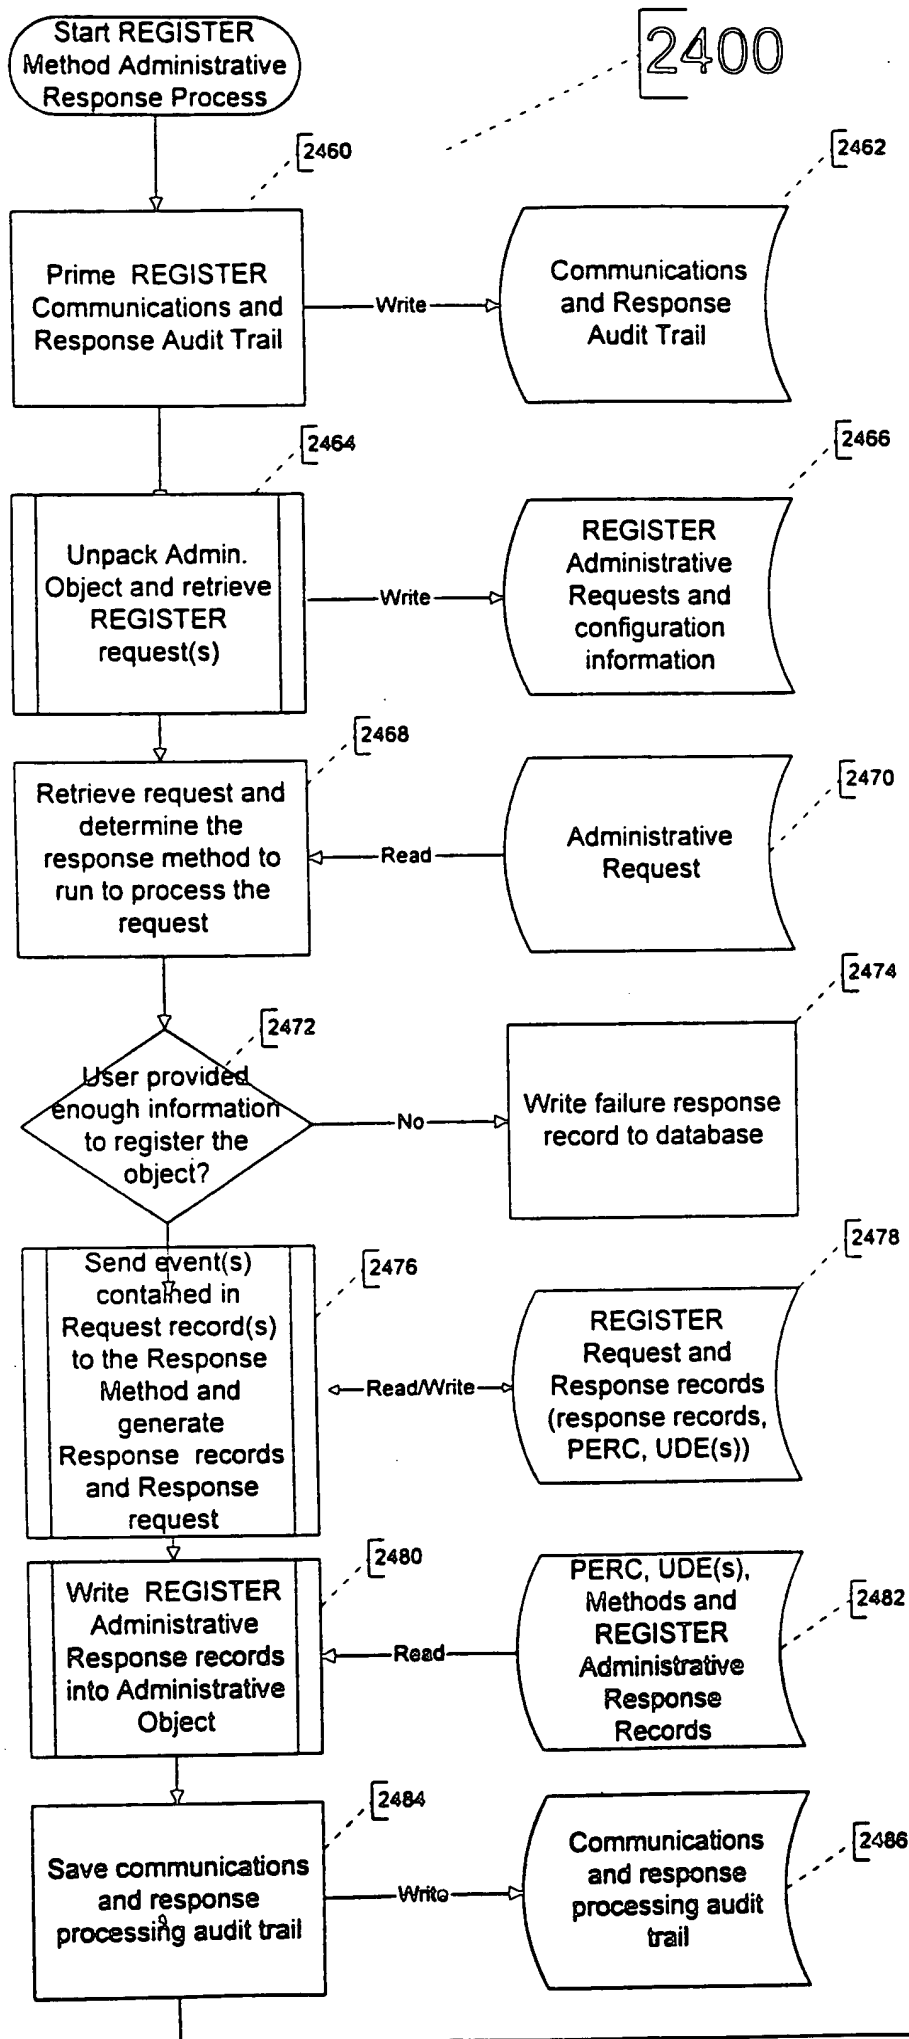 Start REGISTER
Method Administrative
Response Process
2400
2460
2462
Prime REGISTER
Communications and
Response Audit Trail
Write
Communications
and Response
Audit Trail
2464
2466
Unpack Admin.
Object and retrieve
REGISTER
request(s)
Write
REGISTER
Administrative
Requests and
configuration
information
2468
2470
Retrieve request and
determine the
response method to
run to process the
request
Read
Administrative
Request
2472
2474
User provided
enough information
to register the
object?
No
Write failure response
record to database
2476
2478
Send event(s)
contained in
Request record(s)
to the Response
Method and
generate
Response records
and Response
request
Read/Write
REGISTER
Request and
Response records
(response records,
PERC, UDE(s))
2480
2482
Write REGISTER
Administrative
Response records
into Administrative
Object
Read
PERC, UDE(s),
Methods and
REGISTER
Administrative
Response
Records
2484
2486
Save communications
and response
processing audit trail
Write
Communications
and response
processing audit
trail